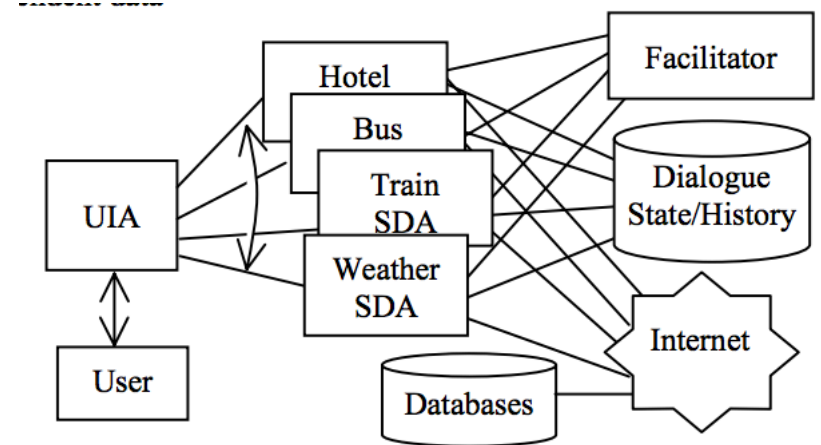 Hotel
Facilitator
Bus
Dialogue
State/History
Train
SDA
UIA
Weather
SDA
Internet
User
Databases